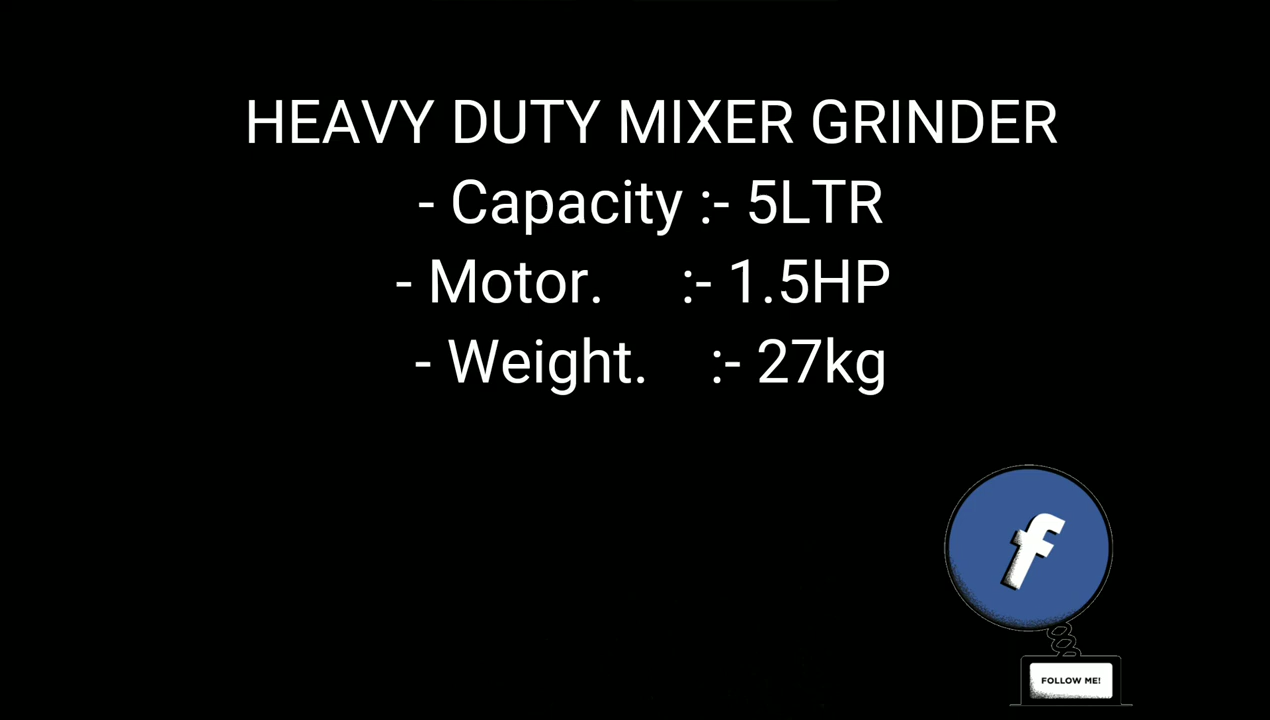 HEAVY DUTY MIXER GRINDER
- Capacity :- 5LTR
- Motor. :- 1.5HP
- Weight. :- 27kg
f
FOLLOW ME!